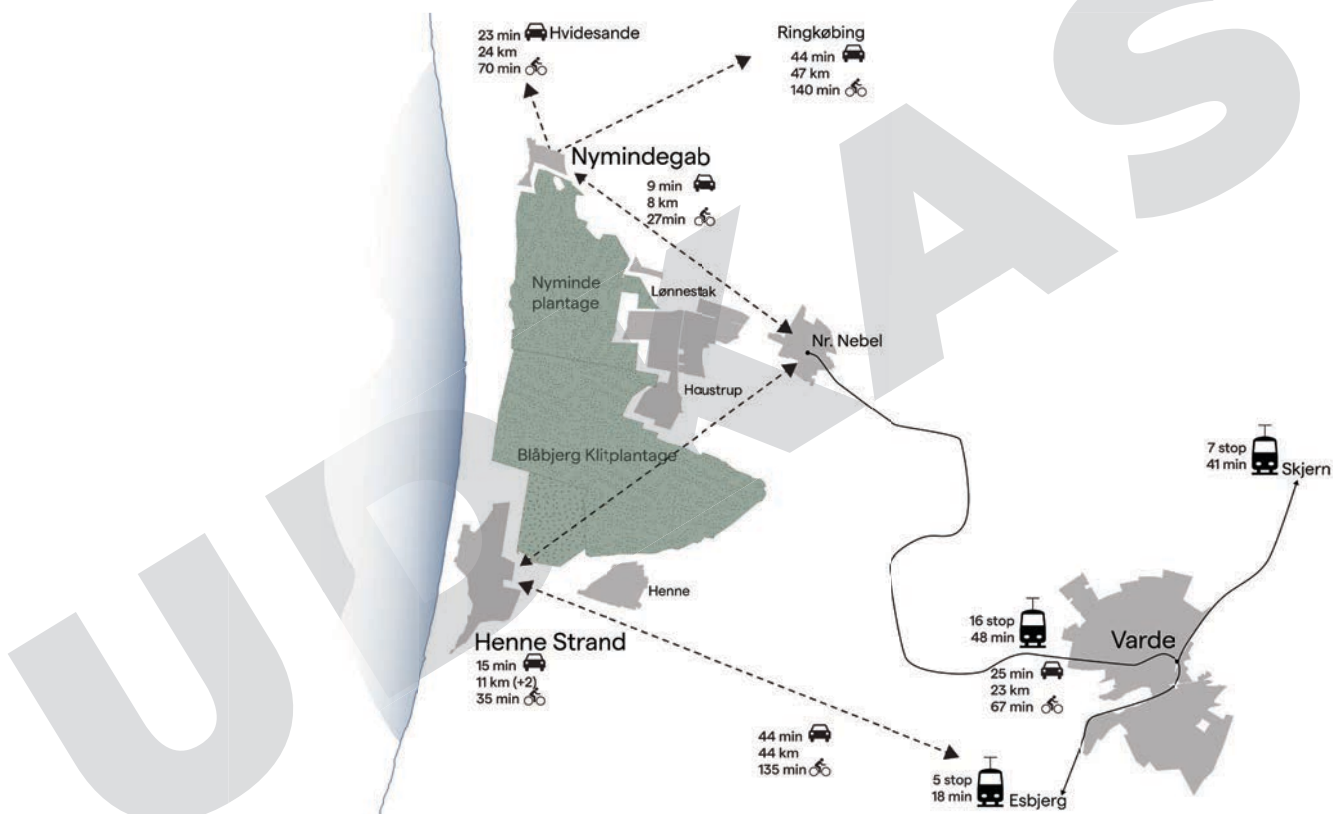 23 min Hvidesande
24 km
70 min
Ringkøbing
44 min
47 km
140 min
Nymindegab
9 min
8 km
27min
Nyminde
plantage
Lønnestak
Nr. Nebel
Haustrup
Blåbjerg Klitplantage
7 stop
41 min Skjern
Henne
Henne Strand
15 min
11 km (+2)
35 min
16 stop
48 min
Varde
25 min
23 km
67 min
44 min
44 km
135 min
5 stop
18 min Esbjerg
UDKAST